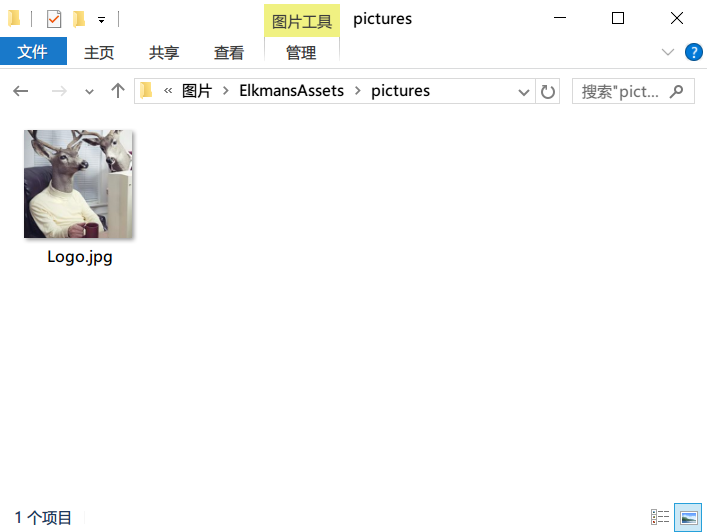 图片工具 pictures
文件 主页 共享 查看 管理
« 图片 > ElkmansAssets > pictures 搜索"pict...
Logo.jpg
1 个项目